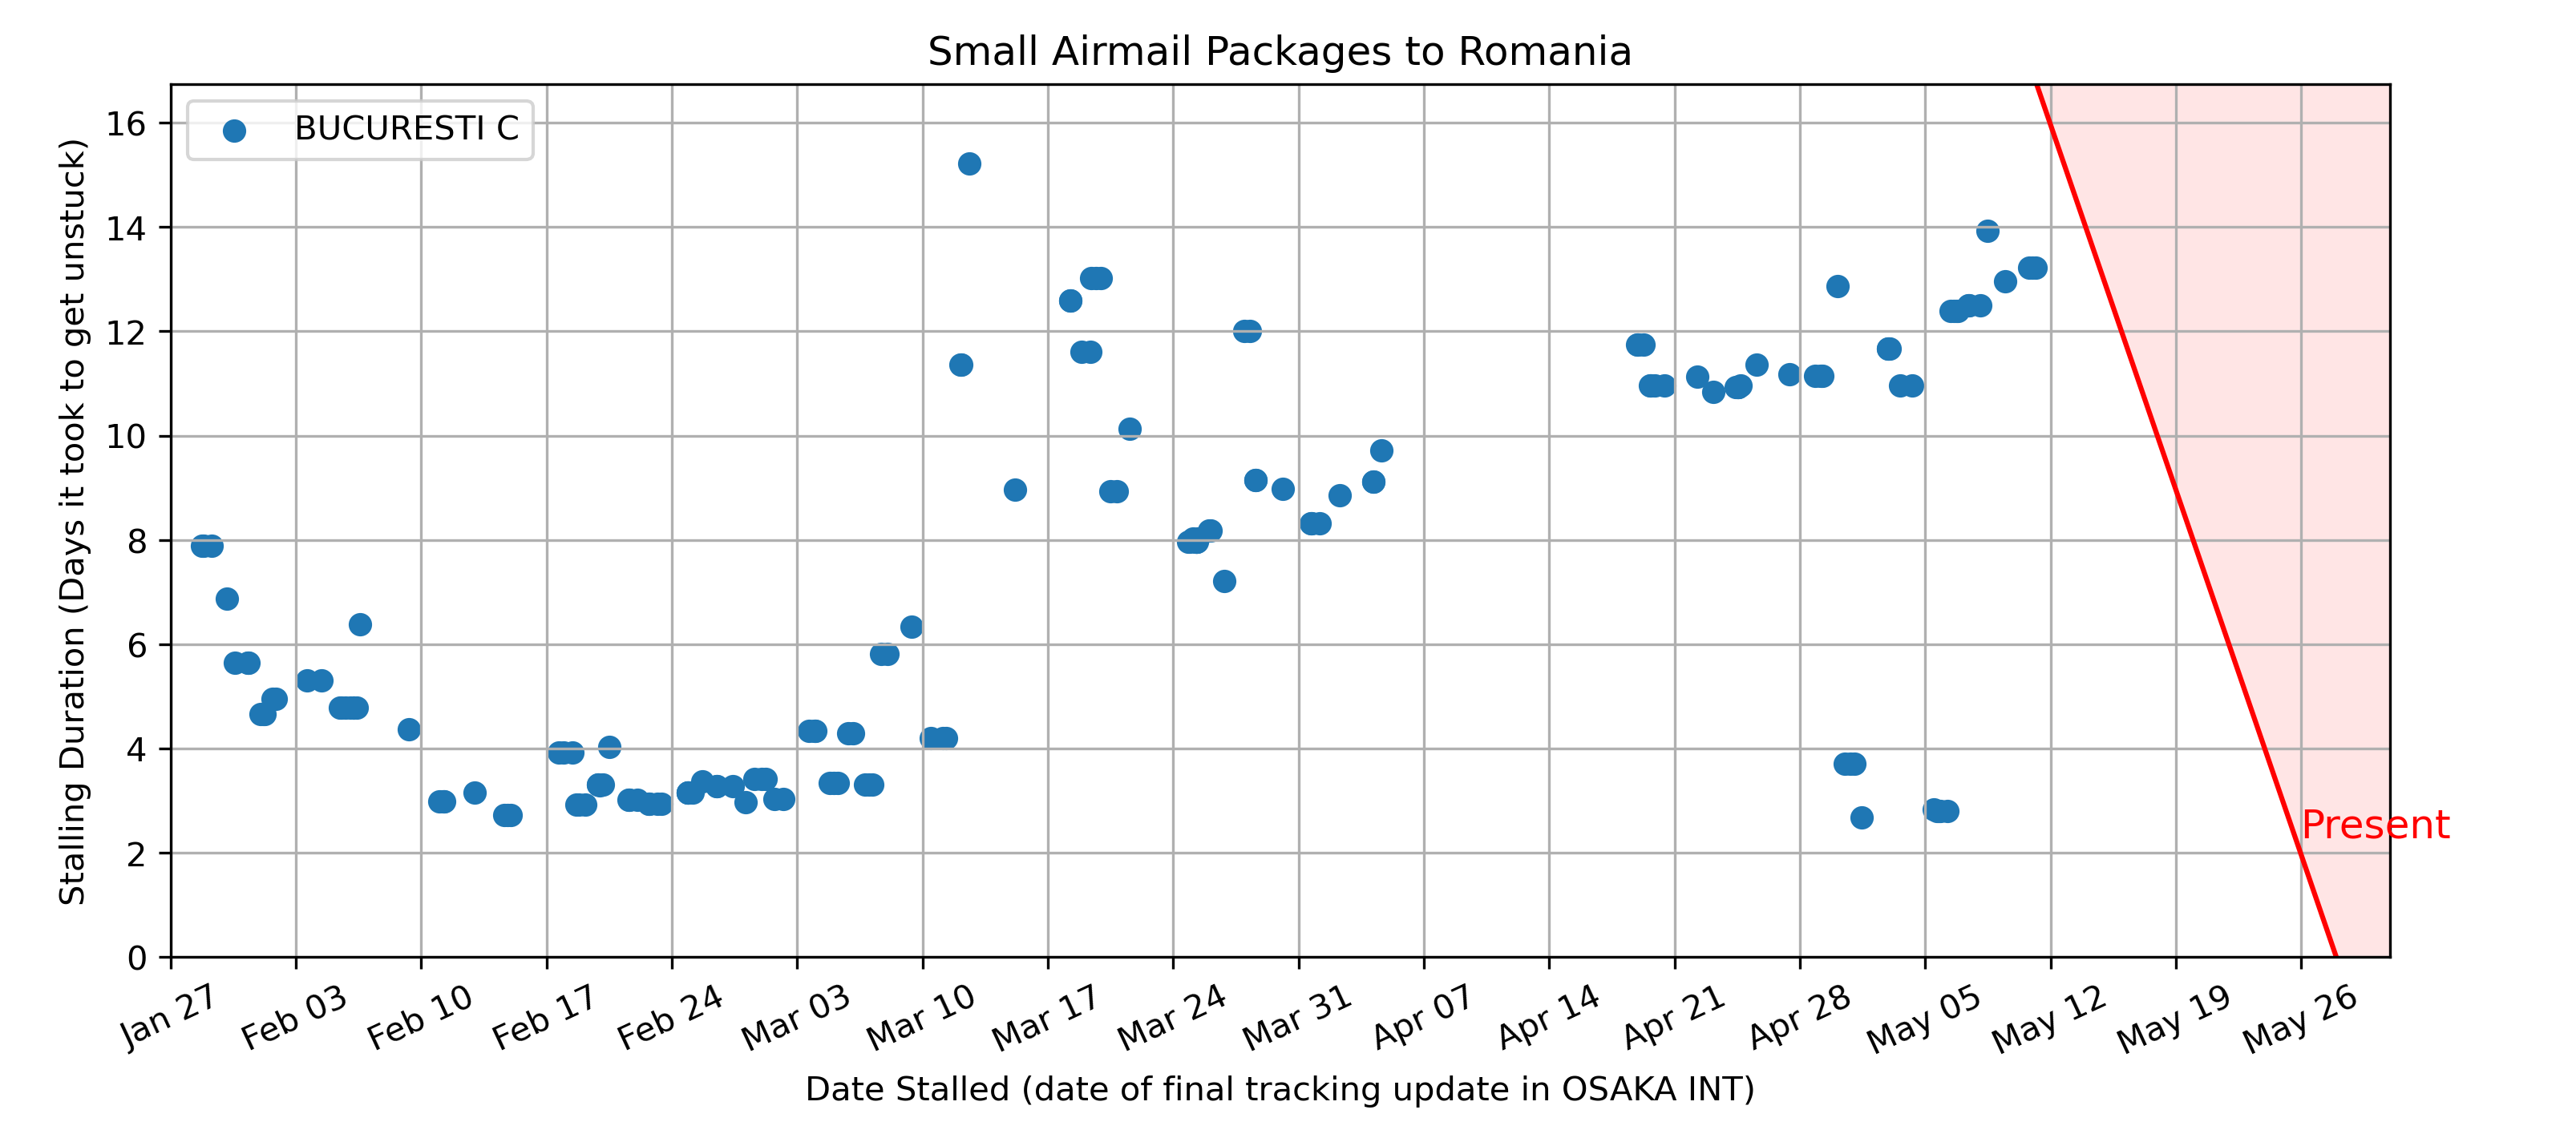 Small Airmail Packages to Romania
BUCURESTI C
Stalling Duration (Days it took to get unstuck)
16
14
12
10
8
6
4
2
0
Present
Jan 27
Feb 03
Feb 10
Feb 17
Feb 24
Mar 03
Mar 10
Mar 17
Mar 24
Mar 31
Apr 07
Apr 14
Apr 21
Apr 28
May 05
May 12
May 19
May 26
Date Stalled (date of final tracking update in OSAKA INT)